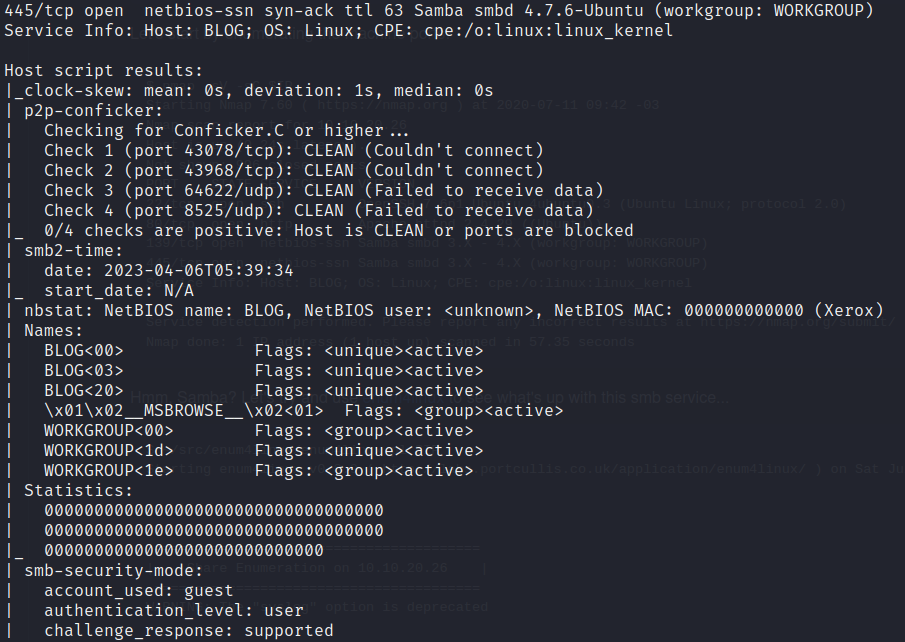 445/tcp open  netbios-ssn syn-ack ttl 63 Samba smbd 4.7.6-Ubuntu (workgroup: WORKGROUP)
Service Info: Host: BLOG; OS: Linux; CPE: cpe:/o:linux:linux_kernel

Host script results:
|_clock-skew: mean: 0s, deviation: 1s, median: 0s
| p2p-conficker:
|   Checking for Conficker.C or higher...
|   Check 1 (port 43078/tcp): CLEAN (Couldn't connect)
|   Check 2 (port 43968/tcp): CLEAN (Couldn't connect)
|   Check 3 (port 64622/udp): CLEAN (Failed to receive data)
|   Check 4 (port 8525/udp): CLEAN (Failed to receive data)
|_  0/4 checks are positive: Host is CLEAN or ports are blocked
| smb2-time:
|   date: 2023-04-06T05:39:34
|_  start_date: N/A
| nbstat: NetBIOS name: BLOG, NetBIOS user: <unknown>, NetBIOS MAC: 000000000000 (Xerox)
| Names:
|   BLOG<00>             Flags: <unique><active>
|   BLOG<03>             Flags: <unique><active>
|   BLOG<20>             Flags: <unique><active>
|   \x01\x02__MSBROWSE__\x02<01>  Flags: <group><active>
|   WORKGROUP<00>        Flags: <group><active>
|   WORKGROUP<1d>        Flags: <unique><active>
|   WORKGROUP<1e>        Flags: <group><active>
| Statistics:
|   0000000000000000000000000000000000
|   0000000000000000000000000000000000
|_  0000000000000000000000000000
| smb-security-mode:
|   account_used: guest
|   authentication_level: user
|   challenge_response: supported